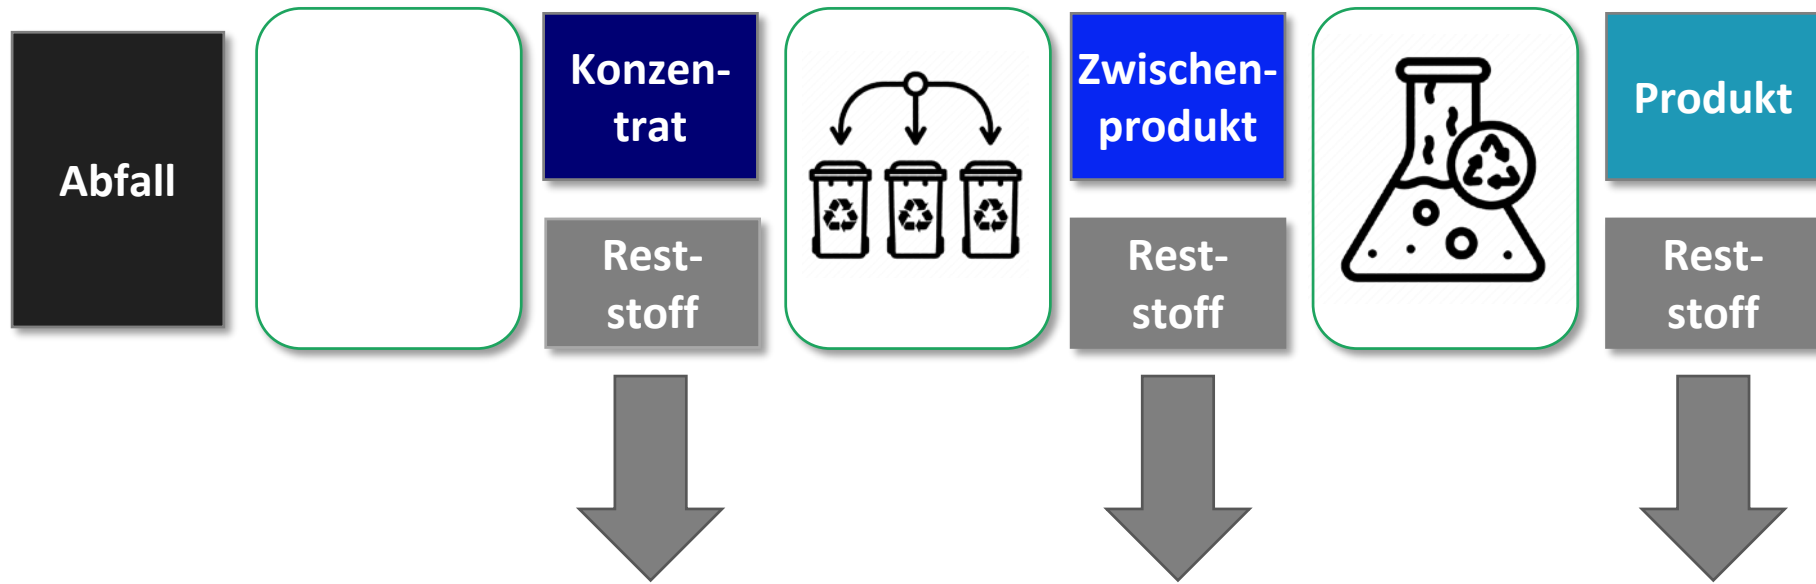 Abfall
Konzen-
trat
Rest-
stoff
Zwischen-
produkt
Rest-
stoff
Produkt
Rest-
stoff